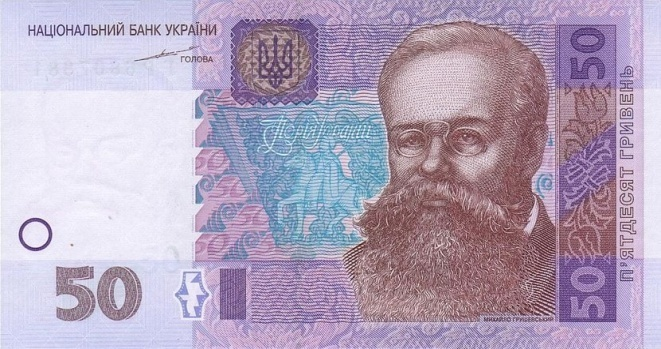 НАЦІОНАЛЬНИЙ БАНК УКРАЇНИ
ГОЛОВА
50
П'ЯТДЕСЯТ ГРИВЕНЬ
50
50
МИХАЙЛО ГРУШЕВСЬКИЙ